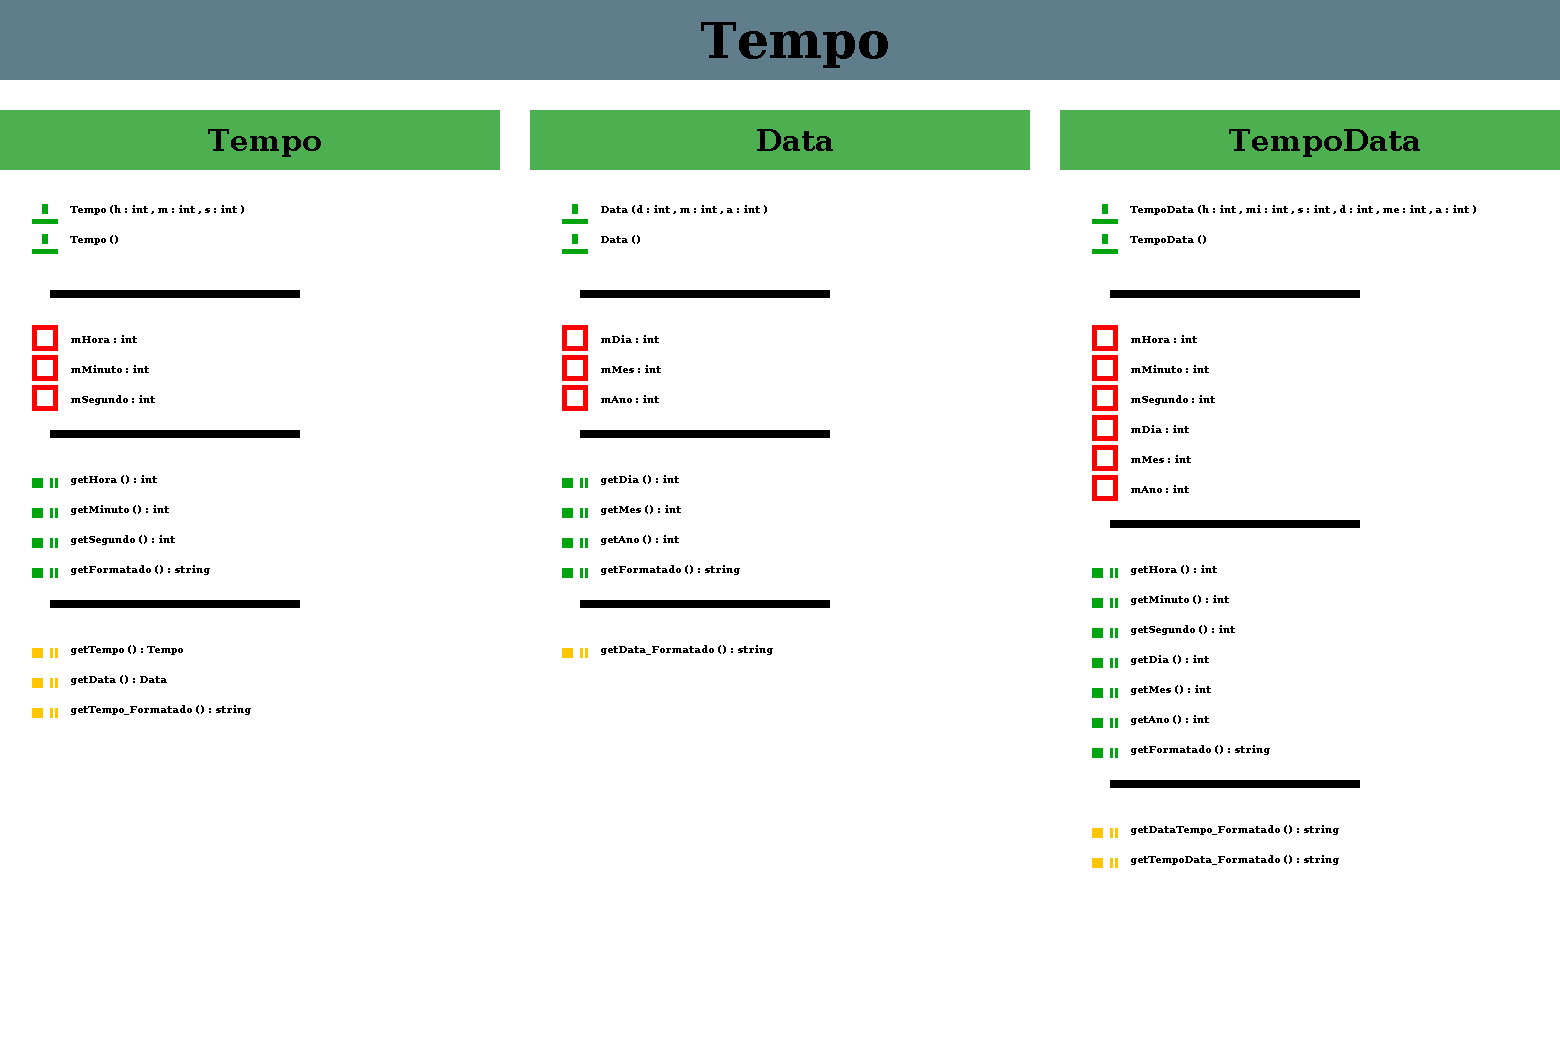 Tempo
Tempo
Tempo (h : int , m : int , s : int )
Tempo ()
mHora : int
mMinuto : int
mSegundo : int
getHora () : int
getMinuto () : int
getSegundo () : int
getFormatado () : string
getTempo () : Tempo
getData () : Data
getTempo_Formatado () : string
Data
Data (d : int , m : int , a : int )
Data ()
mDia : int
mMes : int
mAno : int
getDia () : int
getMes () : int
getAno () : int
getFormatado () : string
getData_Formatado () : string
TempoData
TempoData (h : int , mi : int , s : int , d : int , me : int , a : int )
TempoData ()
mHora : int
mMinuto : int
mSegundo : int
mDia : int
mMes : int
mAno : int
getHora () : int
getMinuto () : int
getSegundo () : int
getDia () : int
getMes () : int
getAno () : int
getFormatado () : string
getDataTempo_Formatado () : string
getTempoData_Formatado () : string